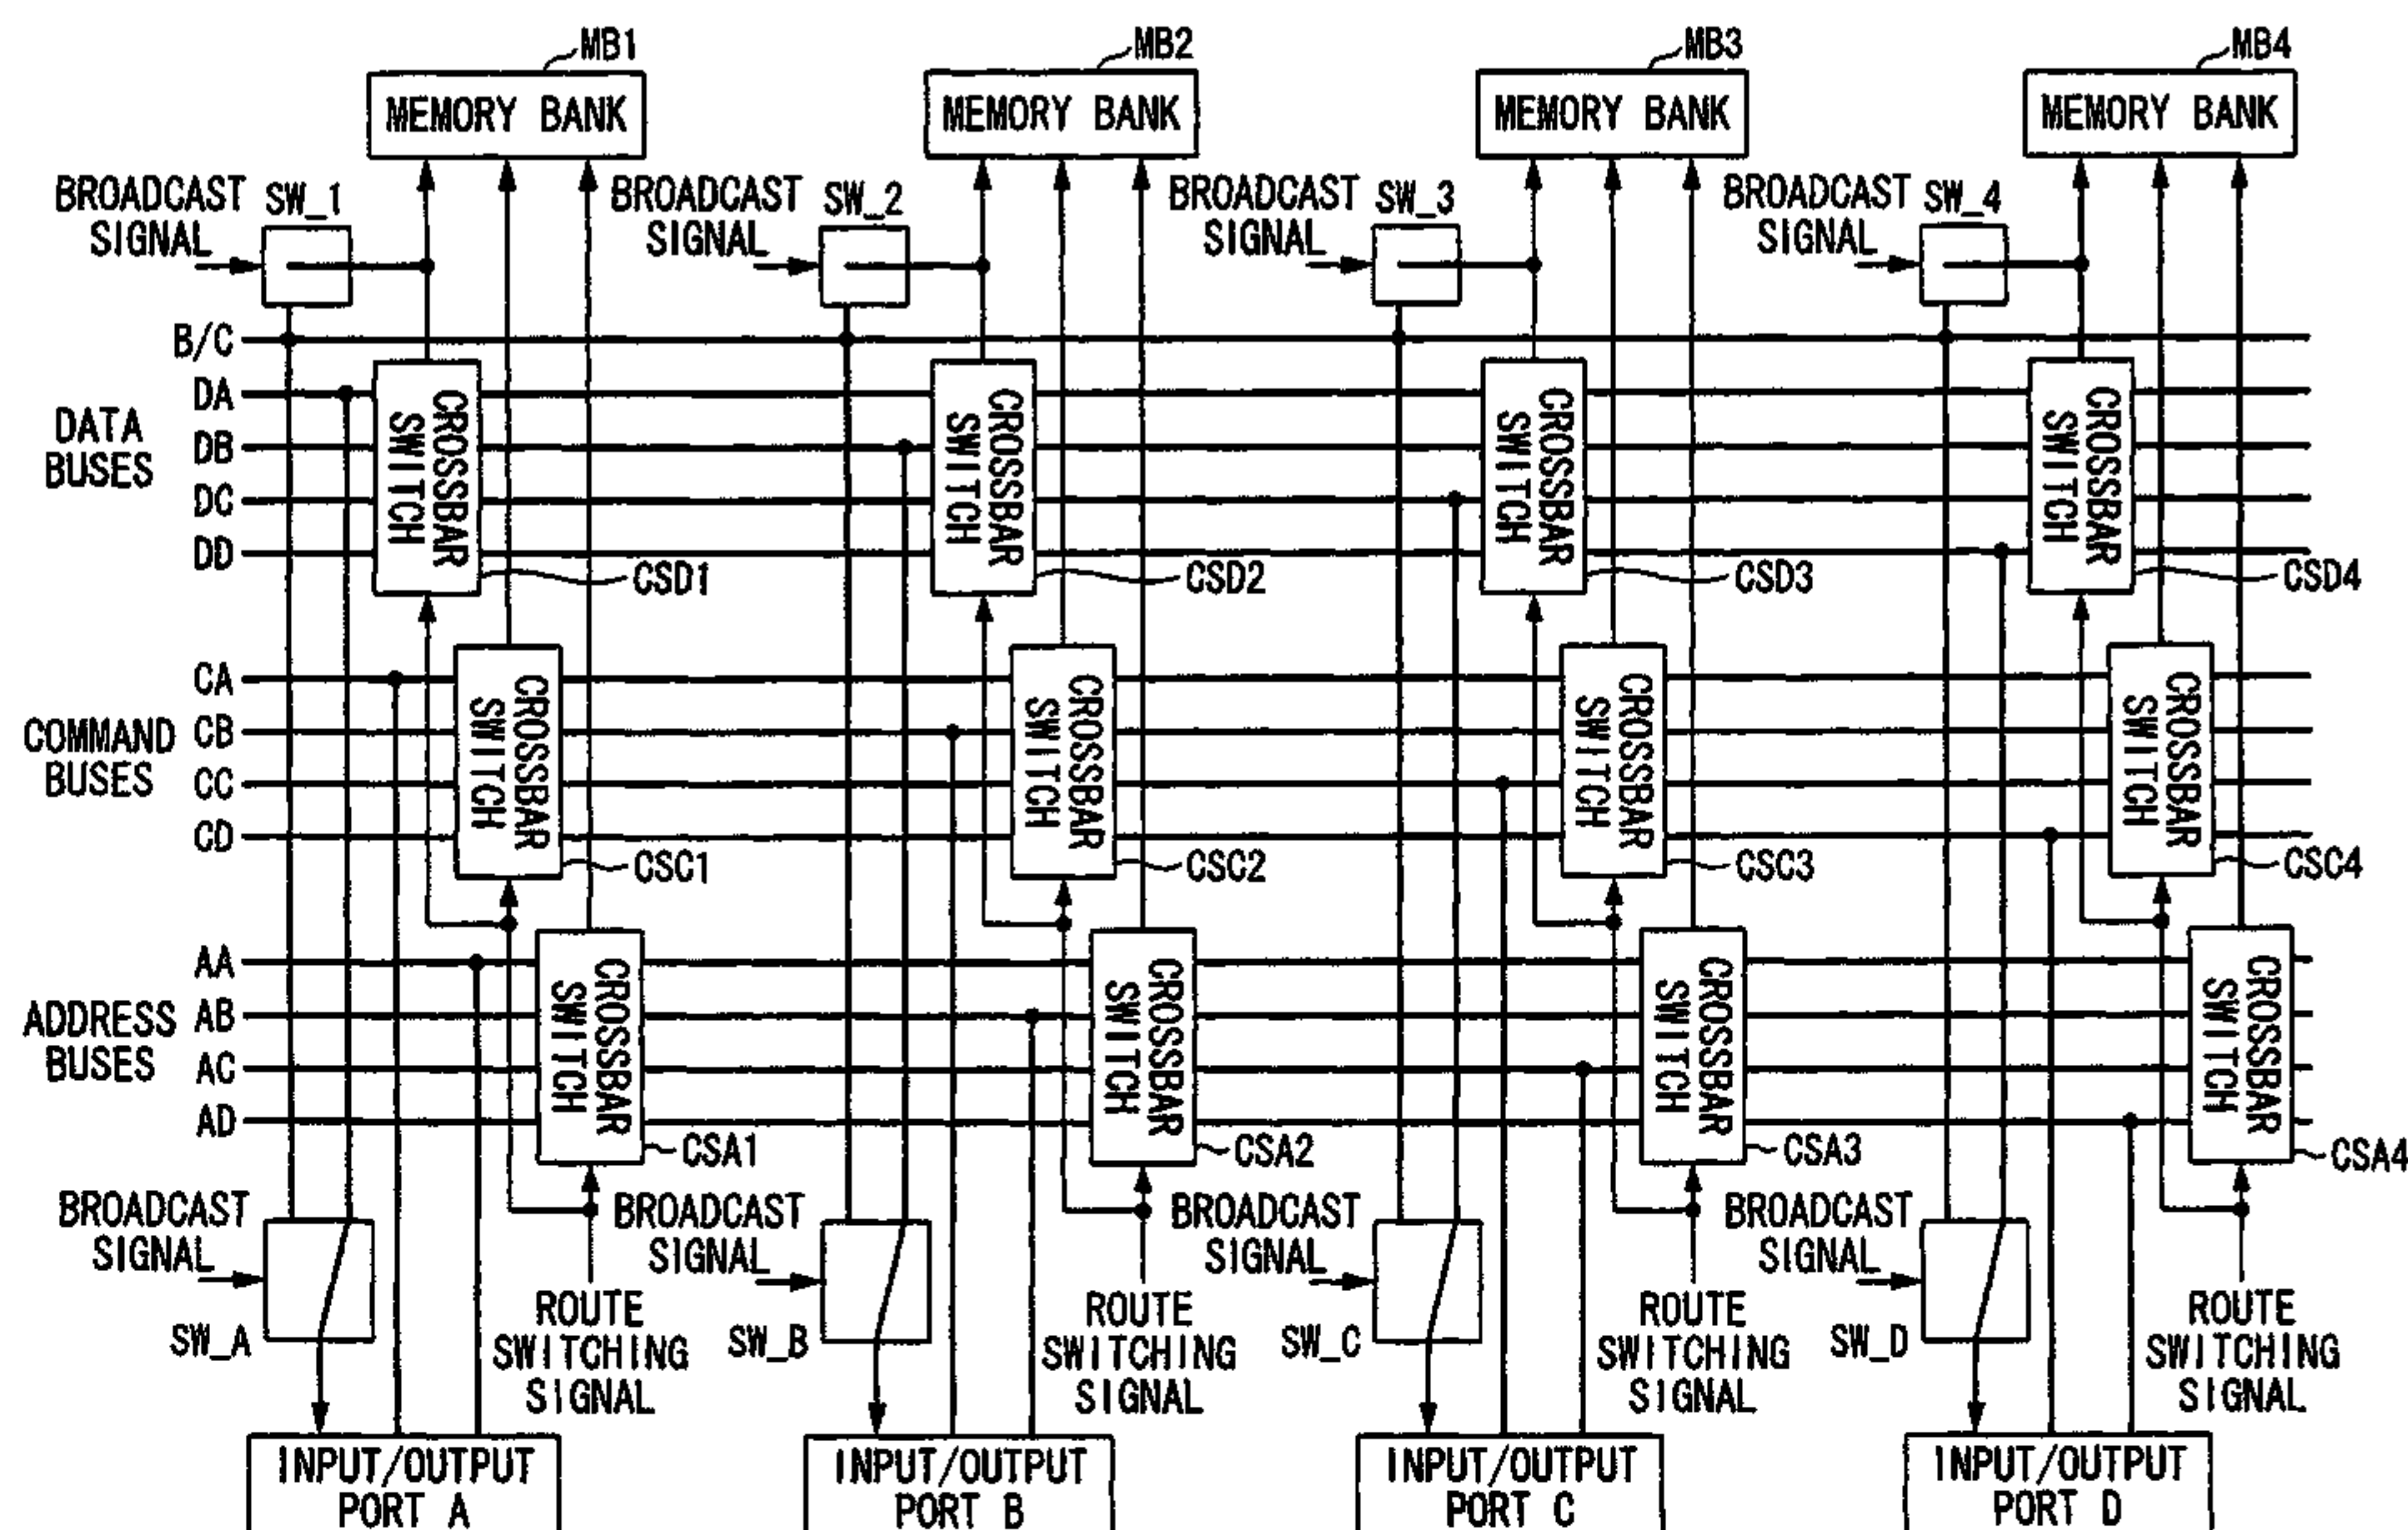 MB1
MB2
MB3
MB4
MEMORY BANK
MEMORY BANK
MEMORY BANK
MEMORY BANK
BROADCAST
SIGNAL
SW_1
BROADCAST
SIGNAL
SW_2
BROADCAST
SIGNAL
SW_3
BROADCAST
SIGNAL
SW_4
B/C
DATA
BUSES
DA
DB
DC
DD
CROSSBAR
SWITCH
CROSSBAR
SWITCH
CROSSBAR
SWITCH
CROSSBAR
SWITCH
CSD1
CSD2
CSD3
CSD4
COMMAND
BUSES
CA
CB
CC
CD
CROSSBAR
SWITCH
CROSSBAR
SWITCH
CROSSBAR
SWITCH
CROSSBAR
SWITCH
CSC1
CSC2
CSC3
CSC4
ADDRESS
BUSES
AA
AB
AC
AD
CROSSBAR
SWITCH
CROSSBAR
SWITCH
CROSSBAR
SWITCH
CROSSBAR
SWITCH
CSA1
CSA2
CSA3
CSA4
BROADCAST
SIGNAL
SW_A
ROUTE
SWITCHING
SIGNAL
BROADCAST
SIGNAL
SW_B
ROUTE
SWITCHING
SIGNAL
BROADCAST
SIGNAL
SW_C
ROUTE
SWITCHING
SIGNAL
BROADCAST
SIGNAL
SW_D
ROUTE
SWITCHING
SIGNAL
INPUT/OUTPUT
PORT A
INPUT/OUTPUT
PORT B
INPUT/OUTPUT
PORT C
INPUT/OUTPUT
PORT D